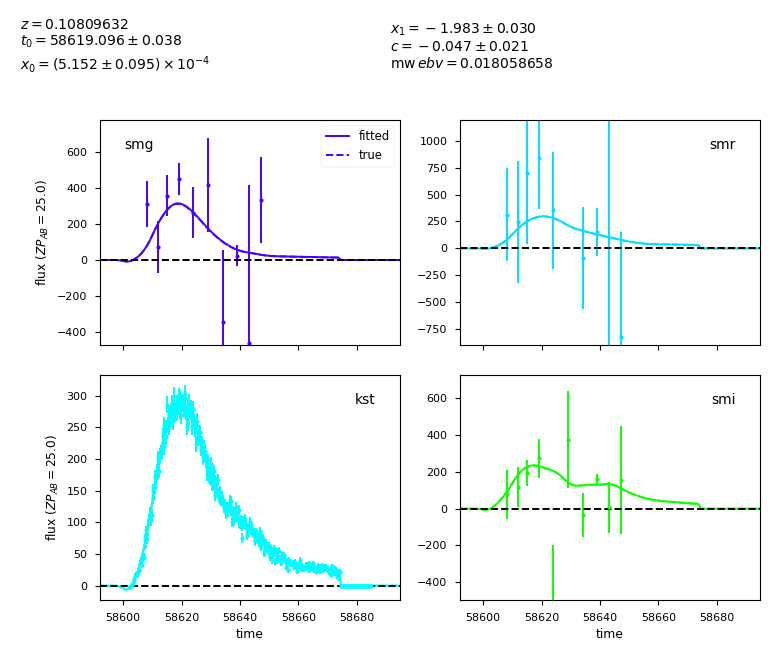 z = 0.10809632
t₀ = 58619.096 ± 0.038
x₀ = (5.152 ± 0.095) × 10⁻⁴
x₁ = −1.983 ± 0.030
c = −0.047 ± 0.021
mw ebv = 0.018058658
smg
fitted
true
600
400
200
0
−200
−400
flux (ZP_AB = 25.0)
smr
1000
750
500
250
0
−250
−500
−750
kst
300
250
200
150
100
50
0
flux (ZP_AB = 25.0)
58600 58620 58640 58660 58680
time
smi
600
400
200
0
−200
−400
58600 58620 58640 58660 58680
time